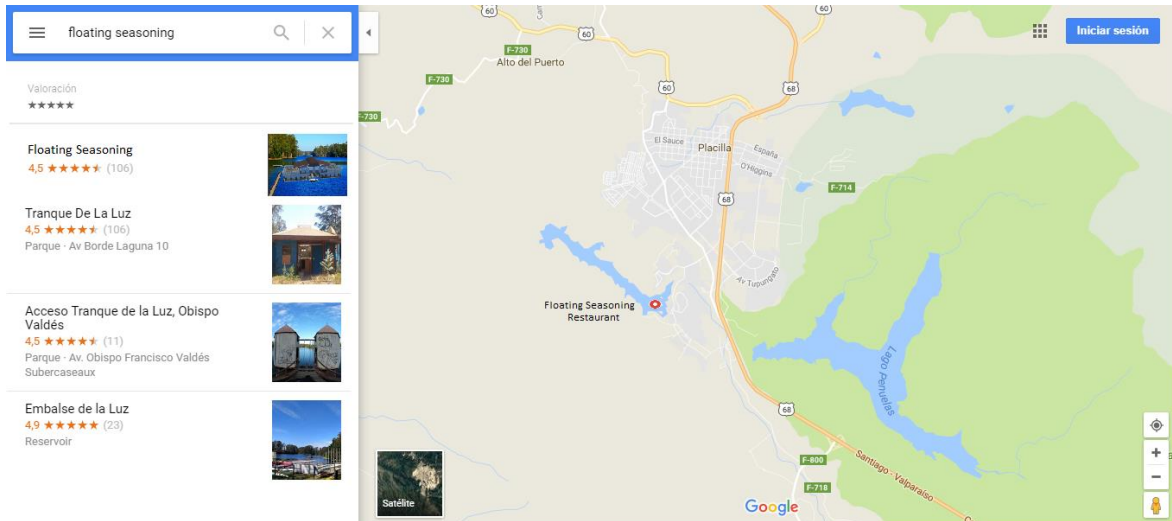 floating seasoning
Valoración
★★★★★
Floating Seasoning
4,5 ★★★★★ (106)
Tranque De La Luz
4,5 ★★★★★ (106)
Parque · Av Borde Laguna 10
Acceso Tranque de la Luz, Obispo
Valdés
4,5 ★★★★★ (11)
Parque · Av. Obispo Francisco Valdés
Subercaseaux
Embalse de la Luz
4,9 ★★★★★ (23)
Reservoir
60
60
60
F-730
Alto del Puerto
F-730
F-730
60
68
El Sauce
Placilla
España
O'Higgins
F-714
68
Av Tupungato
Floating Seasoning
Restaurant
Lago Peñuelas
68
F-800
Santiago - Valparaíso
F-718
68
Iniciar sesión
Satélite
Google